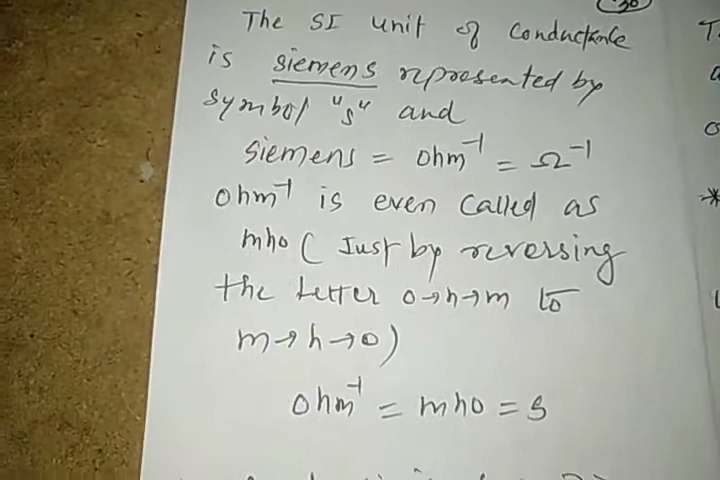 The SI unit of conductance
is siemens represented by
symbol "s" and
siemens = ohm⁻¹ = Ω⁻¹
ohm⁻¹ is even called as
mho ( Just by reversing
the letter o→h→m to
m→h→o)
ohm⁻¹ = mho = S